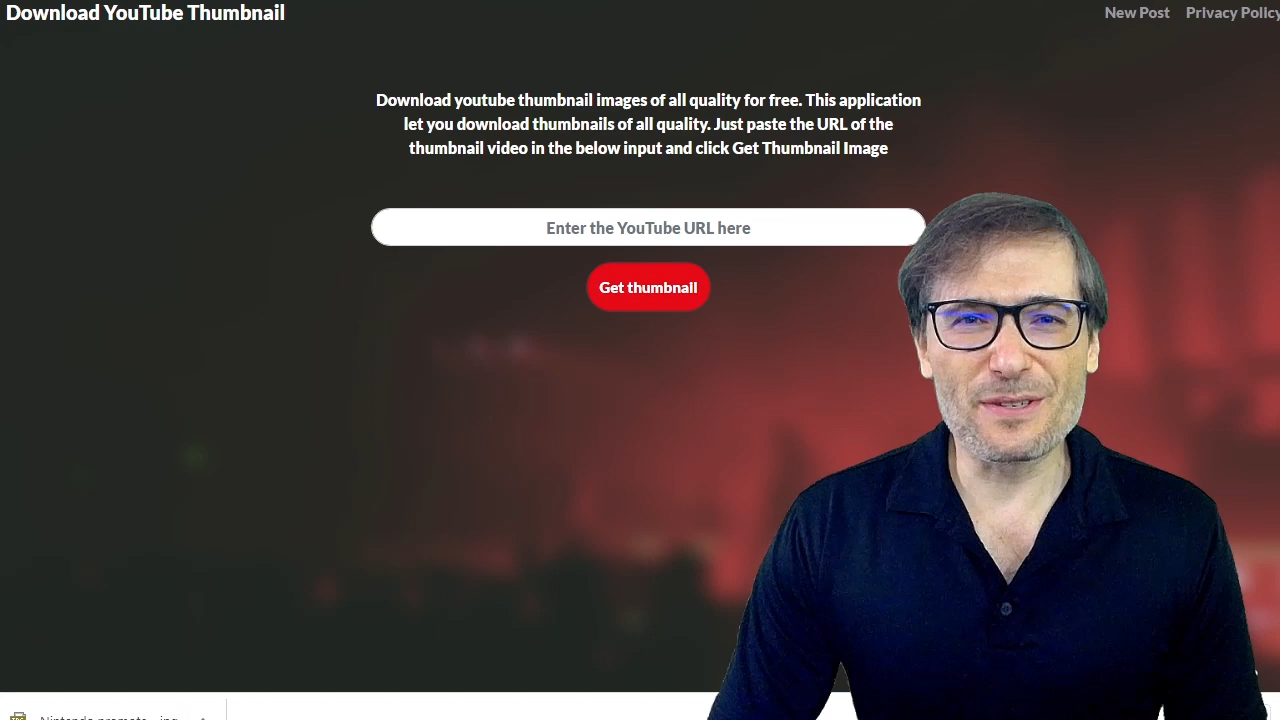 Download YouTube Thumbnail
New Post Privacy Policy
Download youtube thumbnail images of all quality for free. This application
let you download thumbnails of all quality. Just paste the URL of the
thumbnail video in the below input and click Get Thumbnail Image
Enter the YouTube URL here
Get thumbnail